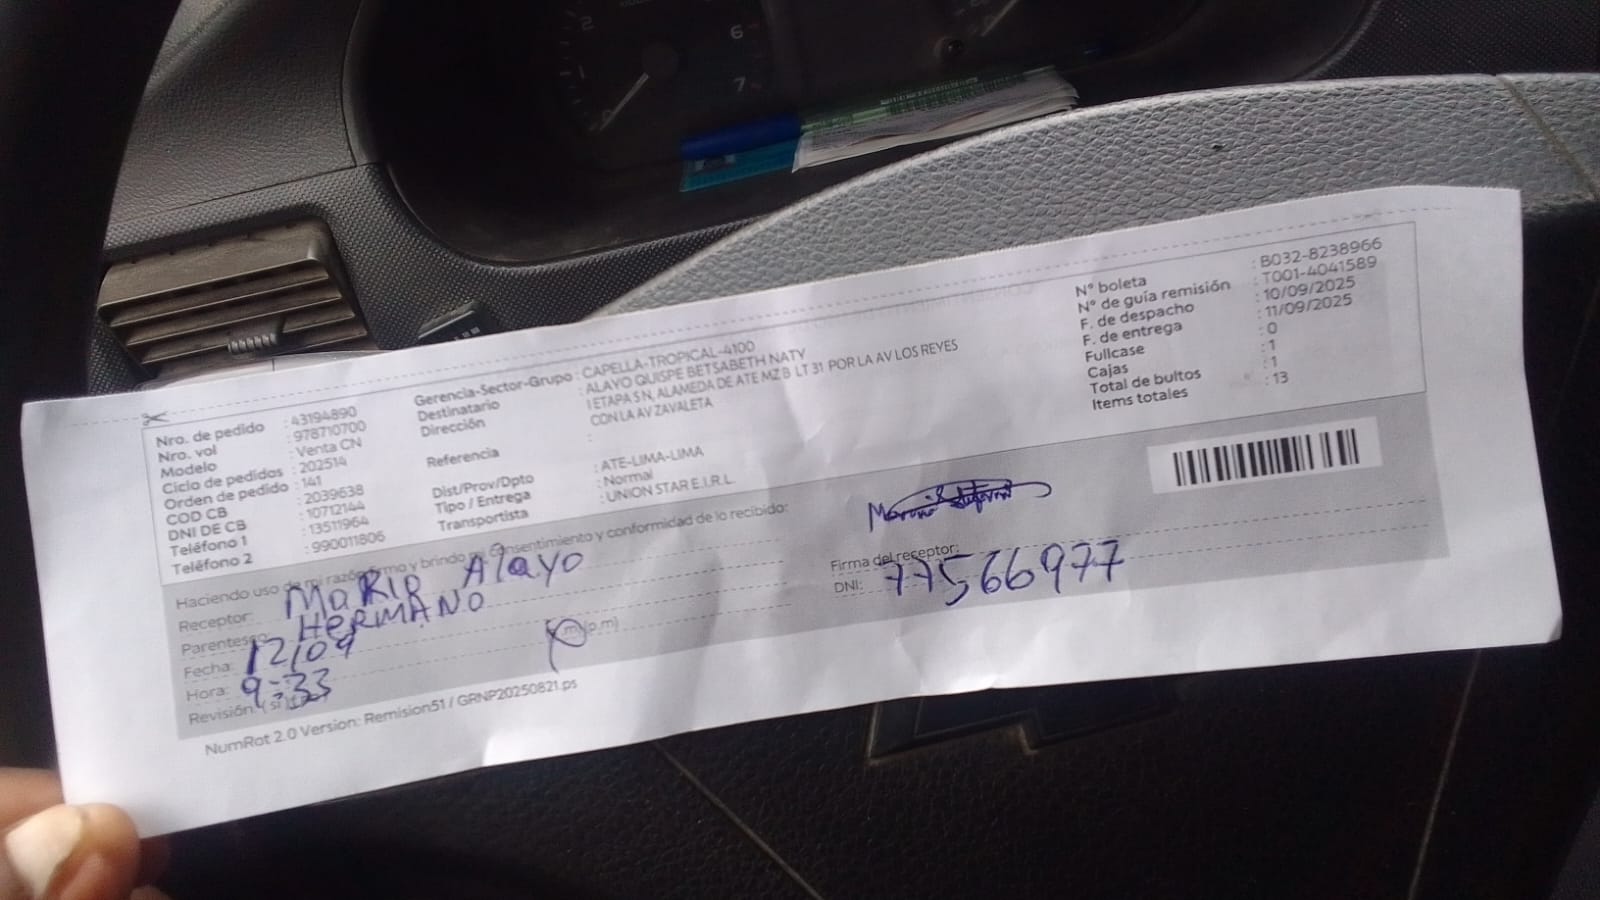 2
6
7
1
0
Nro. de pedido : 43194890
Nro. vol : 978710700
Modelo : Venta CN
Ciclo de pedidos : 202514
Orden de pedido : 141
COD CB : 2039638
DNI DE CB : 10712144
Teléfono 1 : 13511964
Teléfono 2 : 990011806
Gerencia-Sector-Grupo : CAPELLA-TROPICAL-4100
Destinatario : ALAYO QUISPE BETSABETH NATY
Dirección : I ETAPA S N, ALAMEDA DE ATE MZ B LT 31 POR LA AV LOS REYES
CON LA AV ZAVALETA
Referencia :
Dist/Prov/Dpto : ATE-LIMA-LIMA
Tipo / Entrega : Normal
Transportista : UNION STAR E.I.R.L.
N° boleta : B032-8238966
N° de guía remisión : T001-4041589
F. de despacho : 10/09/2025
F. de entrega : 11/09/2025
Fullcase : 0
Cajas : 1
Total de bultos : 1
Items totales : 13
Haciendo uso de mi razón firmo y brindo mi consentimiento y conformidad de lo recibido:
Receptor: MaRIO Alayo
Parentesco: HERMANO
Fecha: 12/09
Hora: 9:33 (p.m)
Revisión: (si)
Firma del receptor:
DNI: 77566977
NumRot 2.0 Version: Remision51 / GRNP20250821.ps